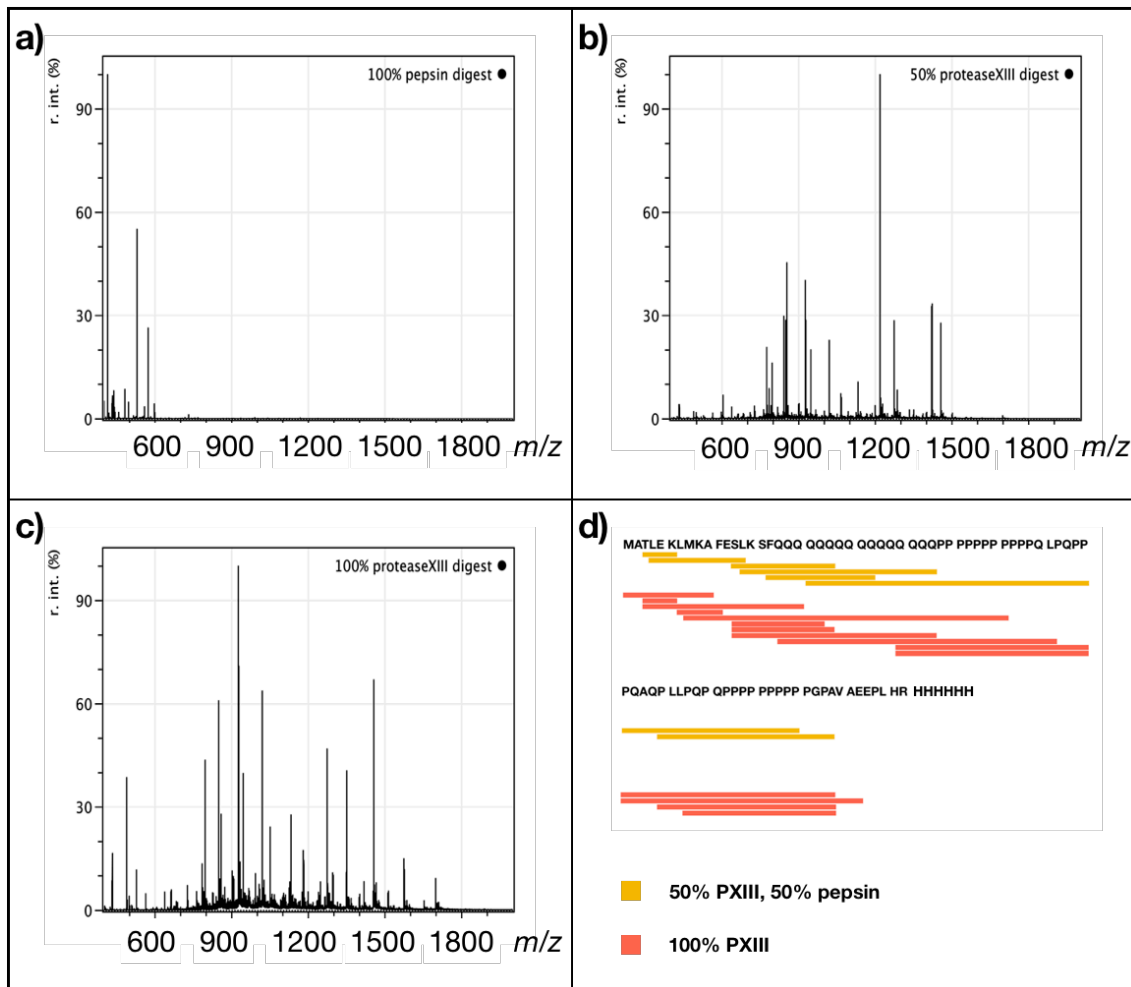 a)
r. int. (%)
100% pepsin digest
90
60
30
0
600 900 1200 1500 1800 m/z
b)
r. int. (%)
50% proteaseXIII digest
90
60
30
0
600 900 1200 1500 1800 m/z
c)
r. int. (%)
100% proteaseXIII digest
90
60
30
0
600 900 1200 1500 1800 m/z
d)
MATLE KLMKA FESLK SFQQQ QQQQQ QQQQQ QQQPP PPPPP PPPPQ LPQPP
PQAQP LLPQP QPPPP PPPPP PGPAV AEEPL HR HHHHHH
50% PXIII, 50% pepsin
100% PXIII